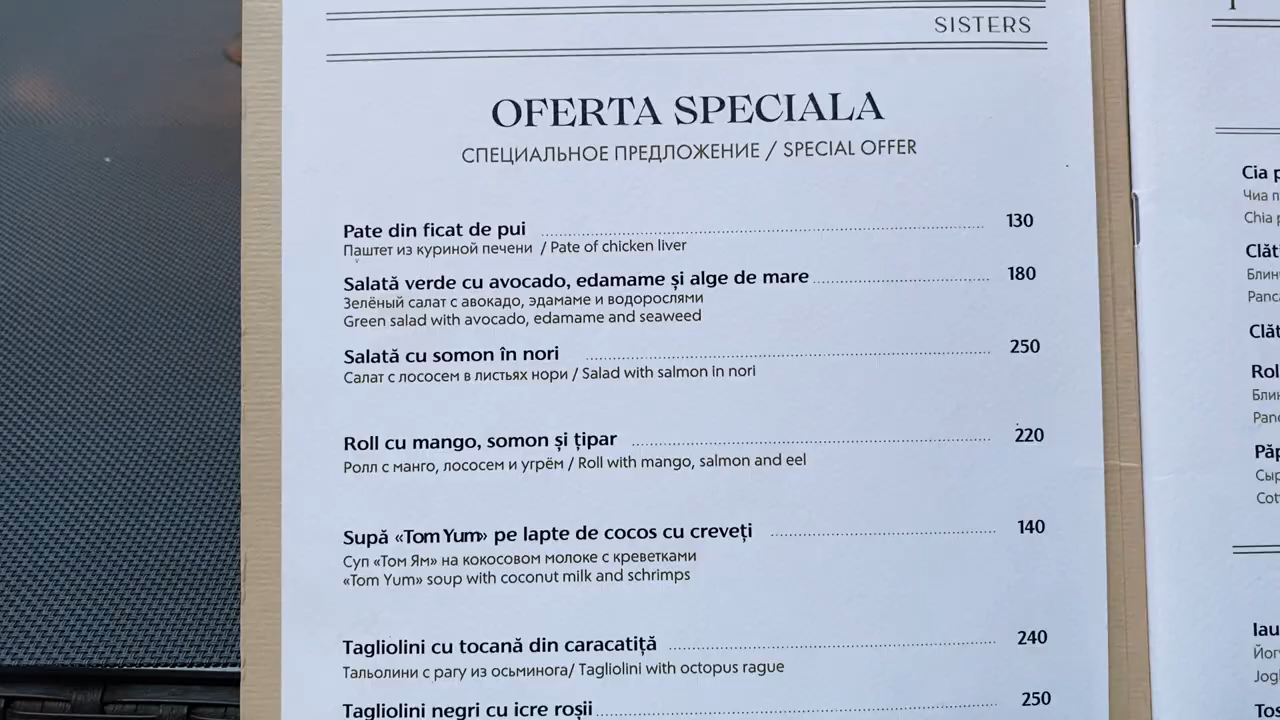 SISTERS
OFERTA SPECIALA
СПЕЦИАЛЬНОЕ ПРЕДЛОЖЕНИЕ / SPECIAL OFFER
Pate din ficat de pui 130
Паштет из куриной печени / Pate of chicken liver
Salată verde cu avocado, edamame și alge de mare 180
Зелёный салат с авокадо, эдамаме и водорослями
Green salad with avocado, edamame and seaweed
Salată cu somon în nori 250
Салат с лососем в листьях нори / Salad with salmon in nori
Roll cu mango, somon și țipar 220
Ролл с манго, лососем и угрём / Roll with mango, salmon and eel
Supă «Tom Yum» pe lapte de cocos cu creveți 140
Суп «Том Ям» на кокосовом молоке с креветками
«Tom Yum» soup with coconut milk and schrimps
Tagliolini cu tocană din caracatiță 240
Тальолини с рагу из осьминога/ Tagliolini with octopus rague
Tagliolini negri cu icre roșii 250
Cia
Чиа
Chia